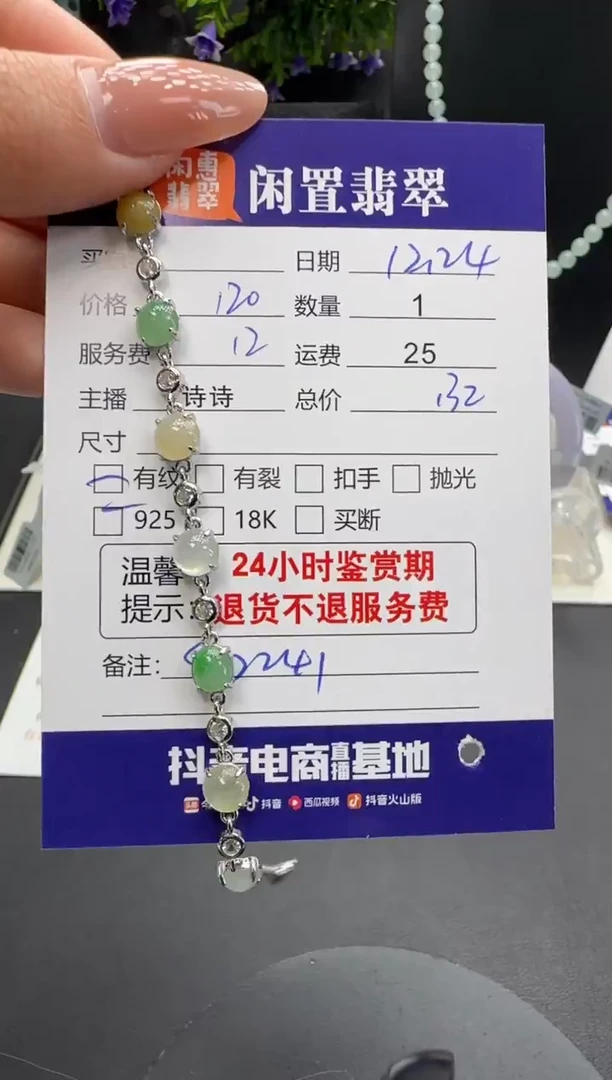 闲惠
翡翠
闲置翡翠
日期 12.24
价格 120 数量 1
服务费 12 运费 25
主播 诗诗 总价 132
尺寸
有纹 有裂 扣手 抛光
925 18K 买断
温馨 24小时鉴赏期
提示: 退货不退服务费
备注: 2241
抖音电商直播基地
头条 抖音 西瓜视频 抖音火山版